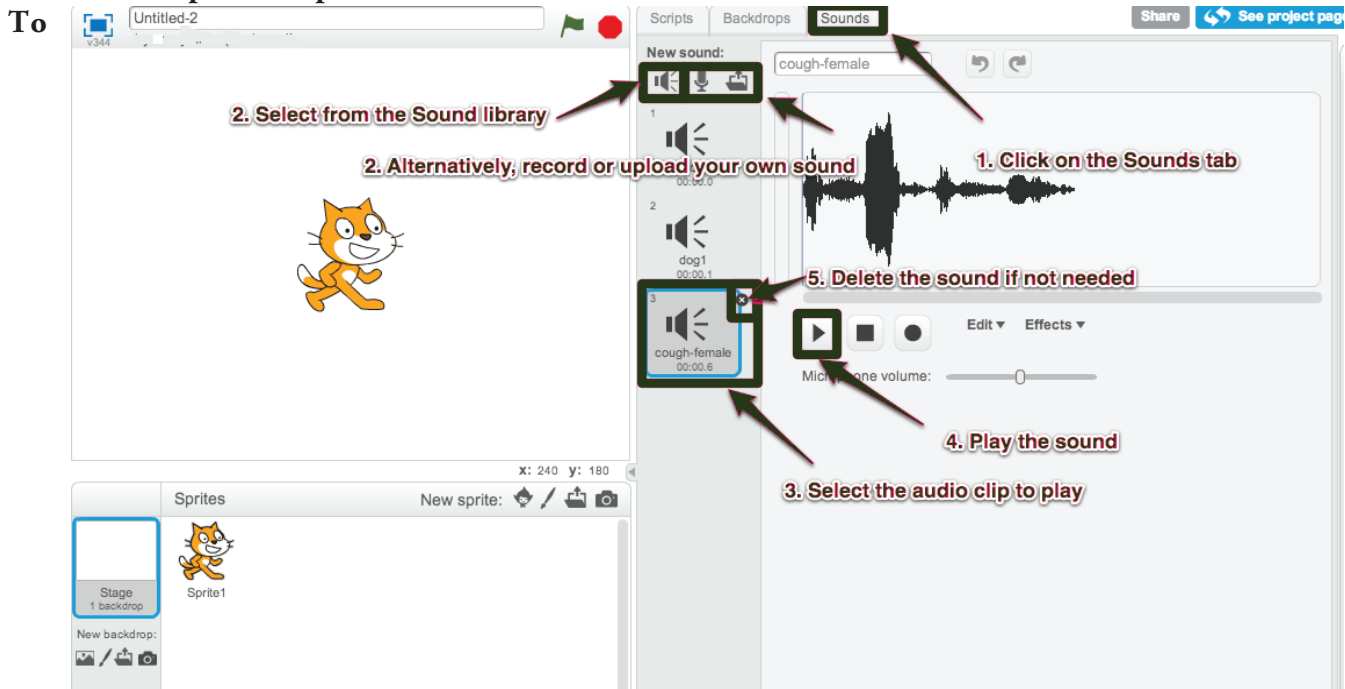 To
Untitled-2
v344
Scripts
Backdrops
Sounds
Share
See project page
New sound:
cough-female
2. Select from the Sound library
1
2. Alternatively, record or upload your own sound
00:00.0
1. Click on the Sounds tab
2
dog1
00:00.1
5. Delete the sound if not needed
3
cough-female
00:00.6
Edit
Effects
Microphone volume:
4. Play the sound
3. Select the audio clip to play
x: 240 y: 180
Sprites
New sprite:
Stage
1 backdrop
Sprite1
New backdrop: